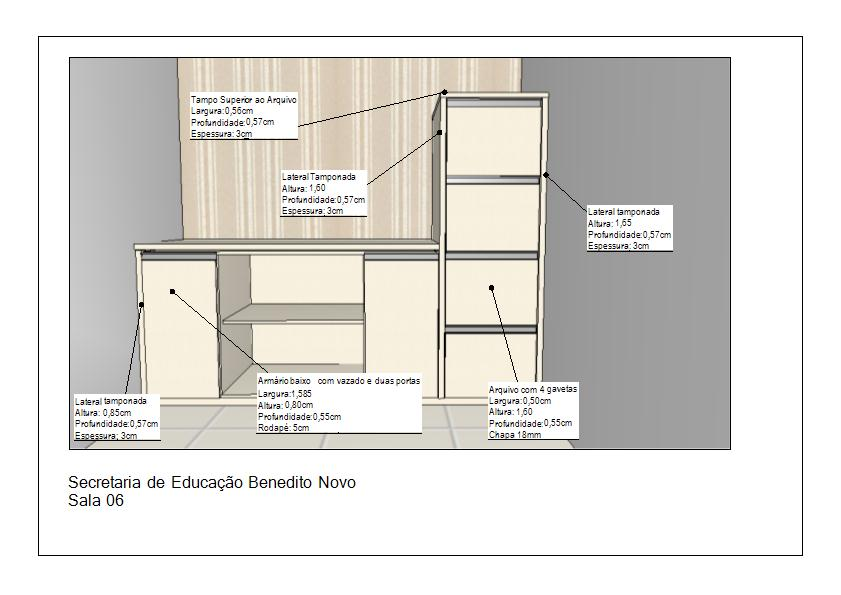 Tampo Superior ao Arquivo
Largura:0,56cm
Profundidade:0,57cm
Espessura: 3cm
Lateral Tamponada
Altura: 1,60
Profundidade:0,57cm
Espessura; 3cm
Lateral tamponada
Altura: 1,65
Profundidade:0,57cm
Espessura: 3cm
Lateral tamponada
Altura: 0,85cm
Profundidade:0,57cm
Espessura; 3cm
Armário baixo com vazado e duas portas
Largura:1,585
Altura: 0,80cm
Profundidade:0,55cm
Rodapé: 5cm
Arquivo com 4 gavetas
Largura:0,50cm
Altura: 1,60
Profundidade:0,55cm
Chapa 18mm
Secretaria de Educação Benedito Novo
Sala 06